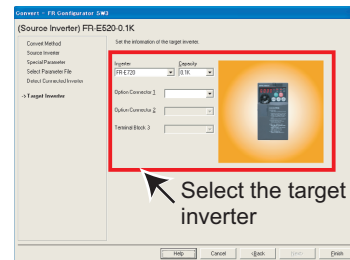 Convert - FR Configurator SW3
(Source Inverter) FR-E520-0.1K
Convert Method
Source Inverter
Special Parameter
Select Parameter File
Detect Connected Inverter
-> Target Inverter
Set the information of the target inverter.
Inverter
Capacity
FR-E720
0.1K
Option Connector 1
Option Connector 2
Terminal Block 3
Select the target
inverter
Help
Cancel
<Back
Next>
Finish